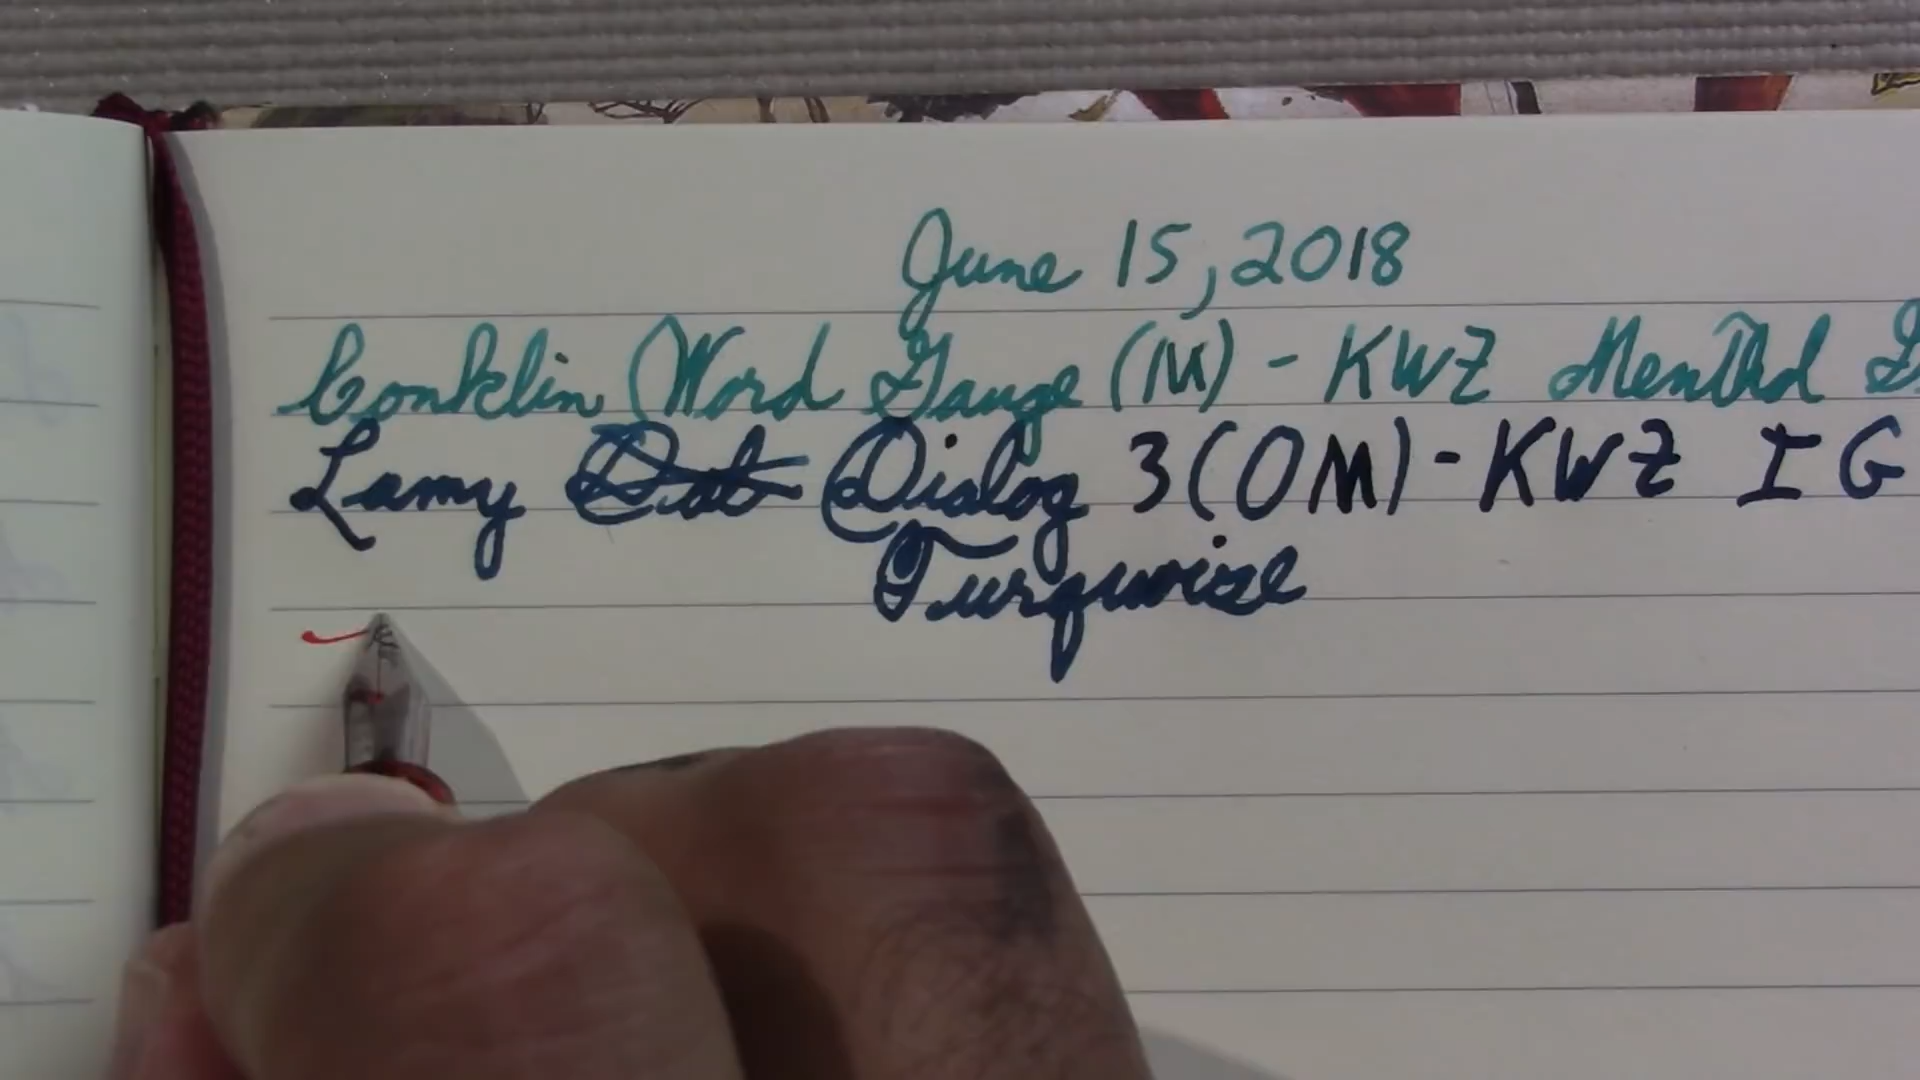 June 15, 2018
Conklin Word Gauge (M) - KWZ Menthol
Lamy Dialog 3 (OM) - KWZ IG
Turquoise